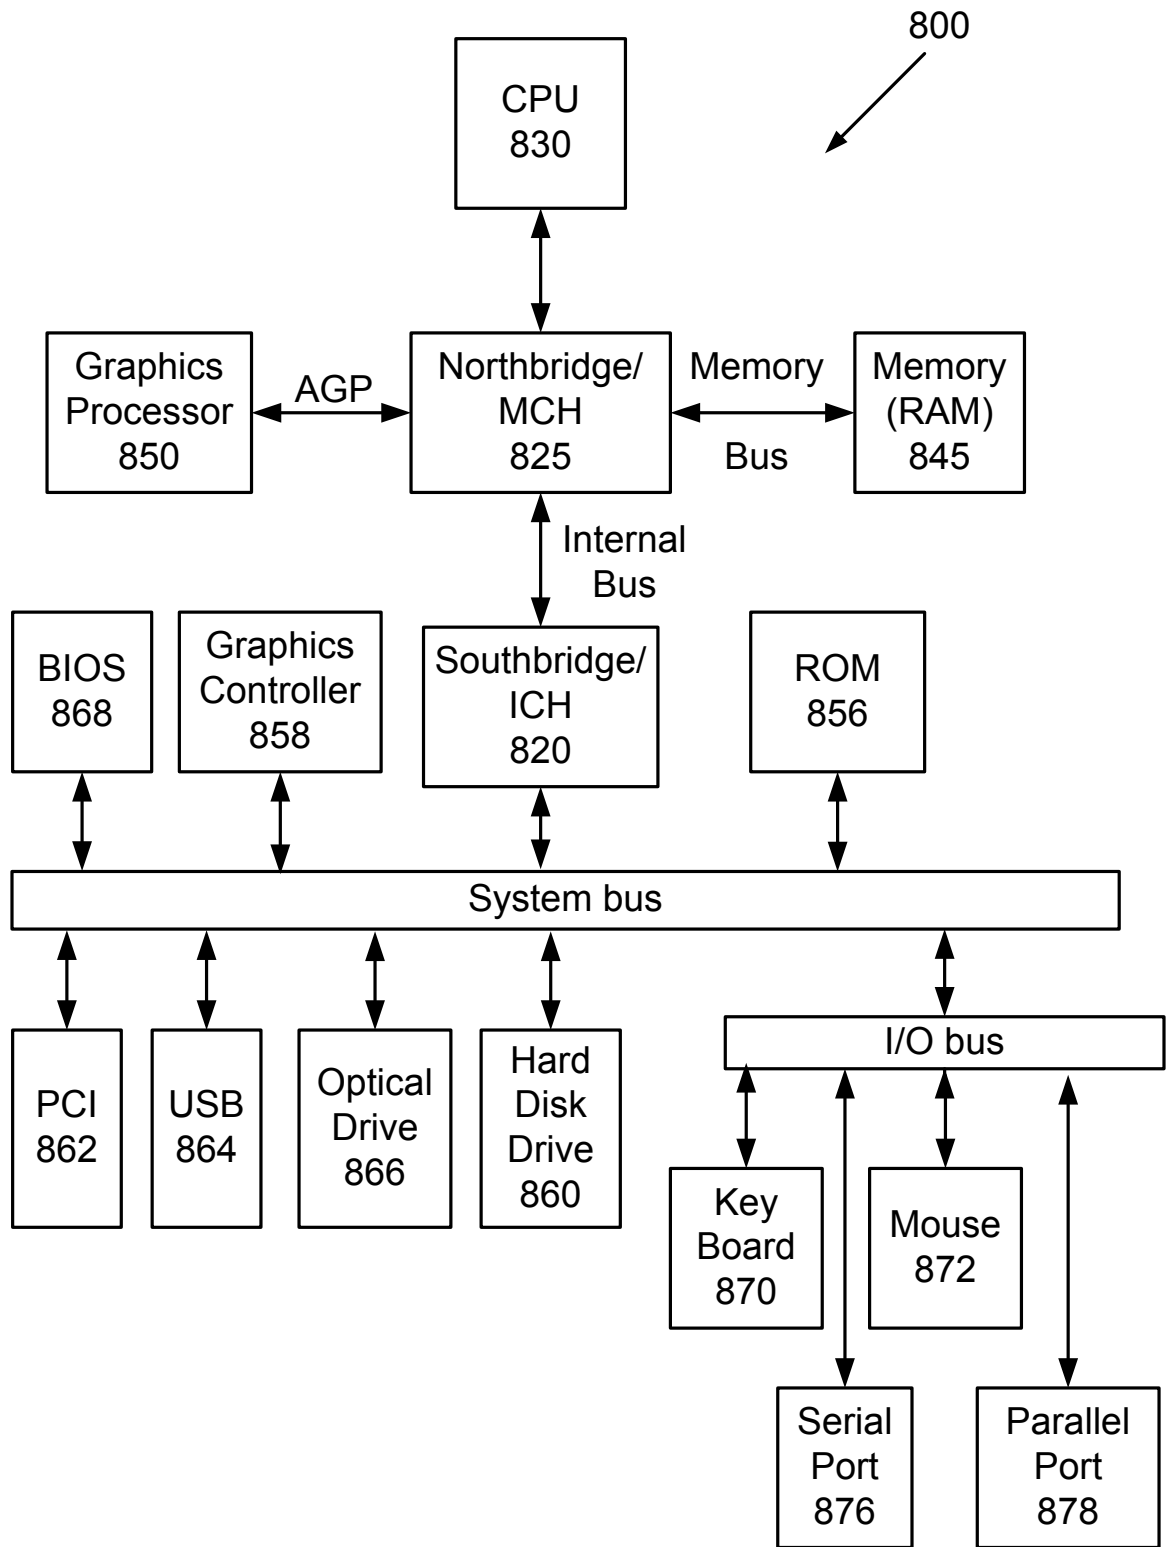 800
CPU
830
Graphics
Processor
850
AGP
Northbridge/
MCH
825
Memory
Bus
Memory
(RAM)
845
Internal
Bus
BIOS
868
Graphics
Controller
858
Southbridge/
ICH
820
ROM
856
System bus
PCI
862
USB
864
Optical
Drive
866
Hard
Disk
Drive
860
I/O bus
Key
Board
870
Mouse
872
Serial
Port
876
Parallel
Port
878